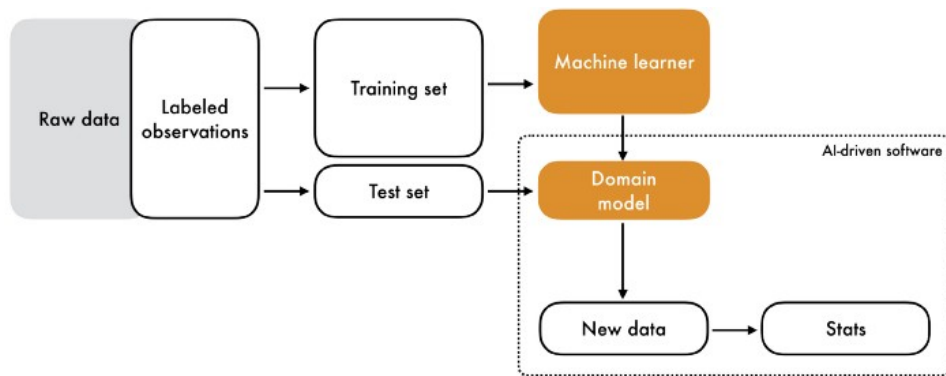 Raw data
Labeled
observations
Training set
Test set
Machine learner
AI-driven software
Domain
model
New data
Stats